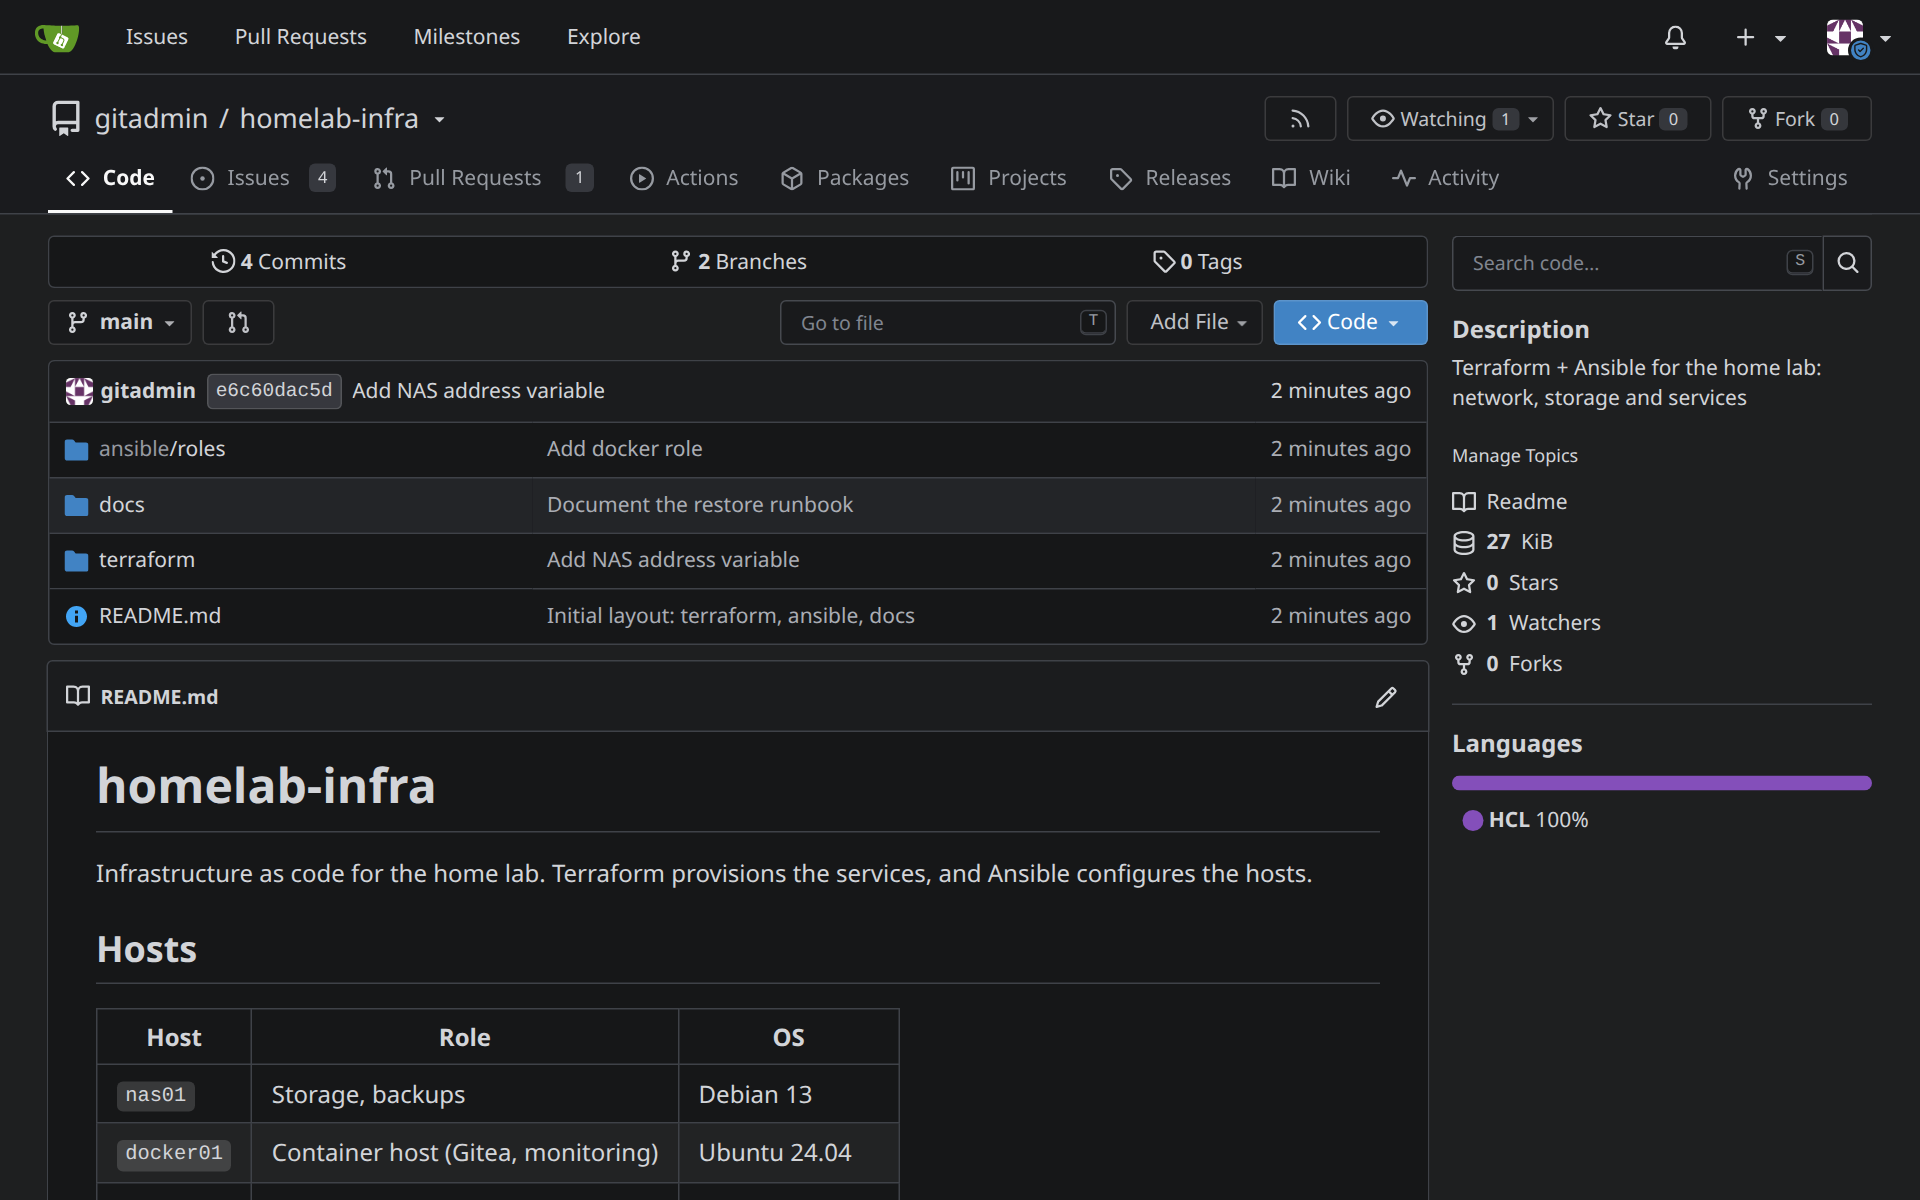 Issues Pull Requests Milestones Explore
gitadmin / homelab-infra
Watching 1 Star 0 Fork 0
Code Issues 4 Pull Requests 1 Actions Packages Projects Releases Wiki Activity Settings
4 Commits 2 Branches 0 Tags
Search code... S
main Go to file T Add File Code
Description
Terraform + Ansible for the home lab:
network, storage and services
gitadmin e6c60dac5d Add NAS address variable 2 minutes ago
ansible/roles Add docker role 2 minutes ago
docs Document the restore runbook 2 minutes ago
terraform Add NAS address variable 2 minutes ago
README.md Initial layout: terraform, ansible, docs 2 minutes ago
Manage Topics
Readme
27 KiB
0 Stars
1 Watchers
0 Forks
Languages
HCL 100%
README.md
homelab-infra
Infrastructure as code for the home lab. Terraform provisions the services, and Ansible configures the hosts.
Hosts
Host Role OS
nas01 Storage, backups Debian 13
docker01 Container host (Gitea, monitoring) Ubuntu 24.04